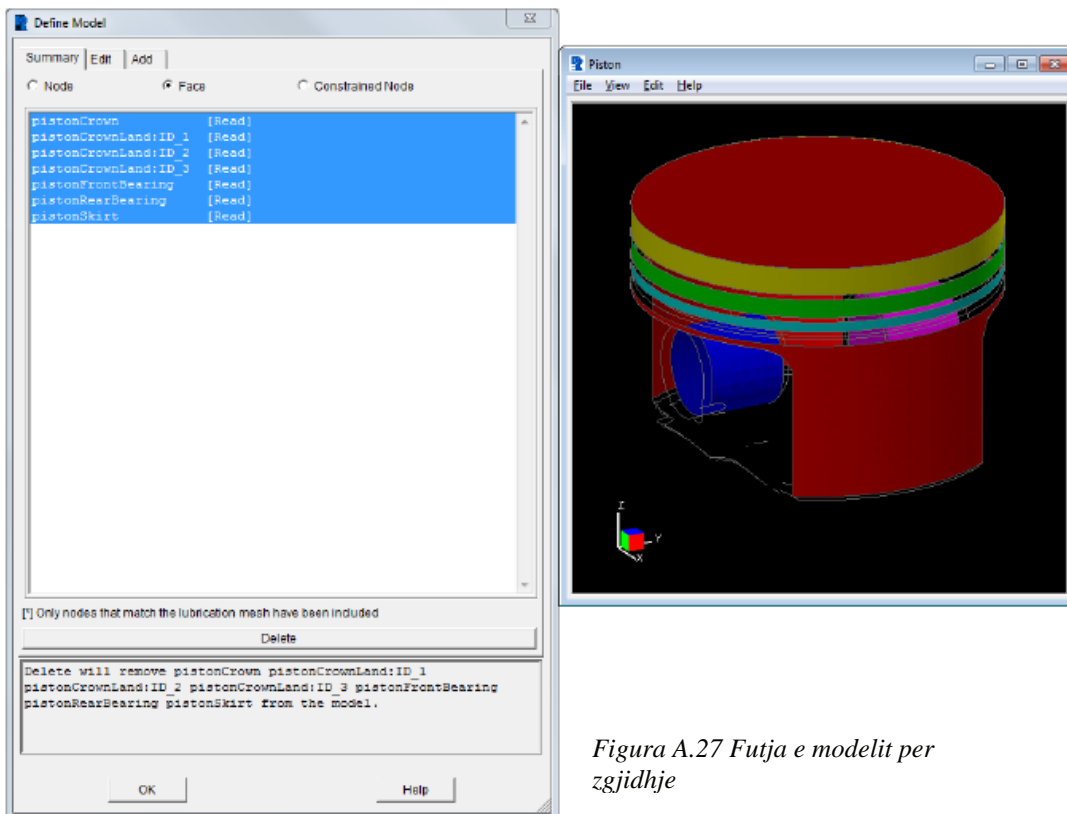 Define Model
Summary Edit Add
Node Face Constrained Node
pistonCrown [Read]
pistonCrownLand:ID_1 [Read]
pistonCrownLand:ID_2 [Read]
pistonCrownLand:ID_3 [Read]
pistonFrontBearing [Read]
pistonRearBearing [Read]
pistonSkirt [Read]
[*] Only nodes that match the lubrication mesh have been included
Delete
Delete will remove pistonCrown pistonCrownLand:ID_1
pistonCrownLand:ID_2 pistonCrownLand:ID_3 pistonFrontBearing
pistonRearBearing pistonSkirt from the model.
OK Help
Piston
File View Edit Help
Z
Y
X
Figura A.27 Futja e modelit per
zgjidhje